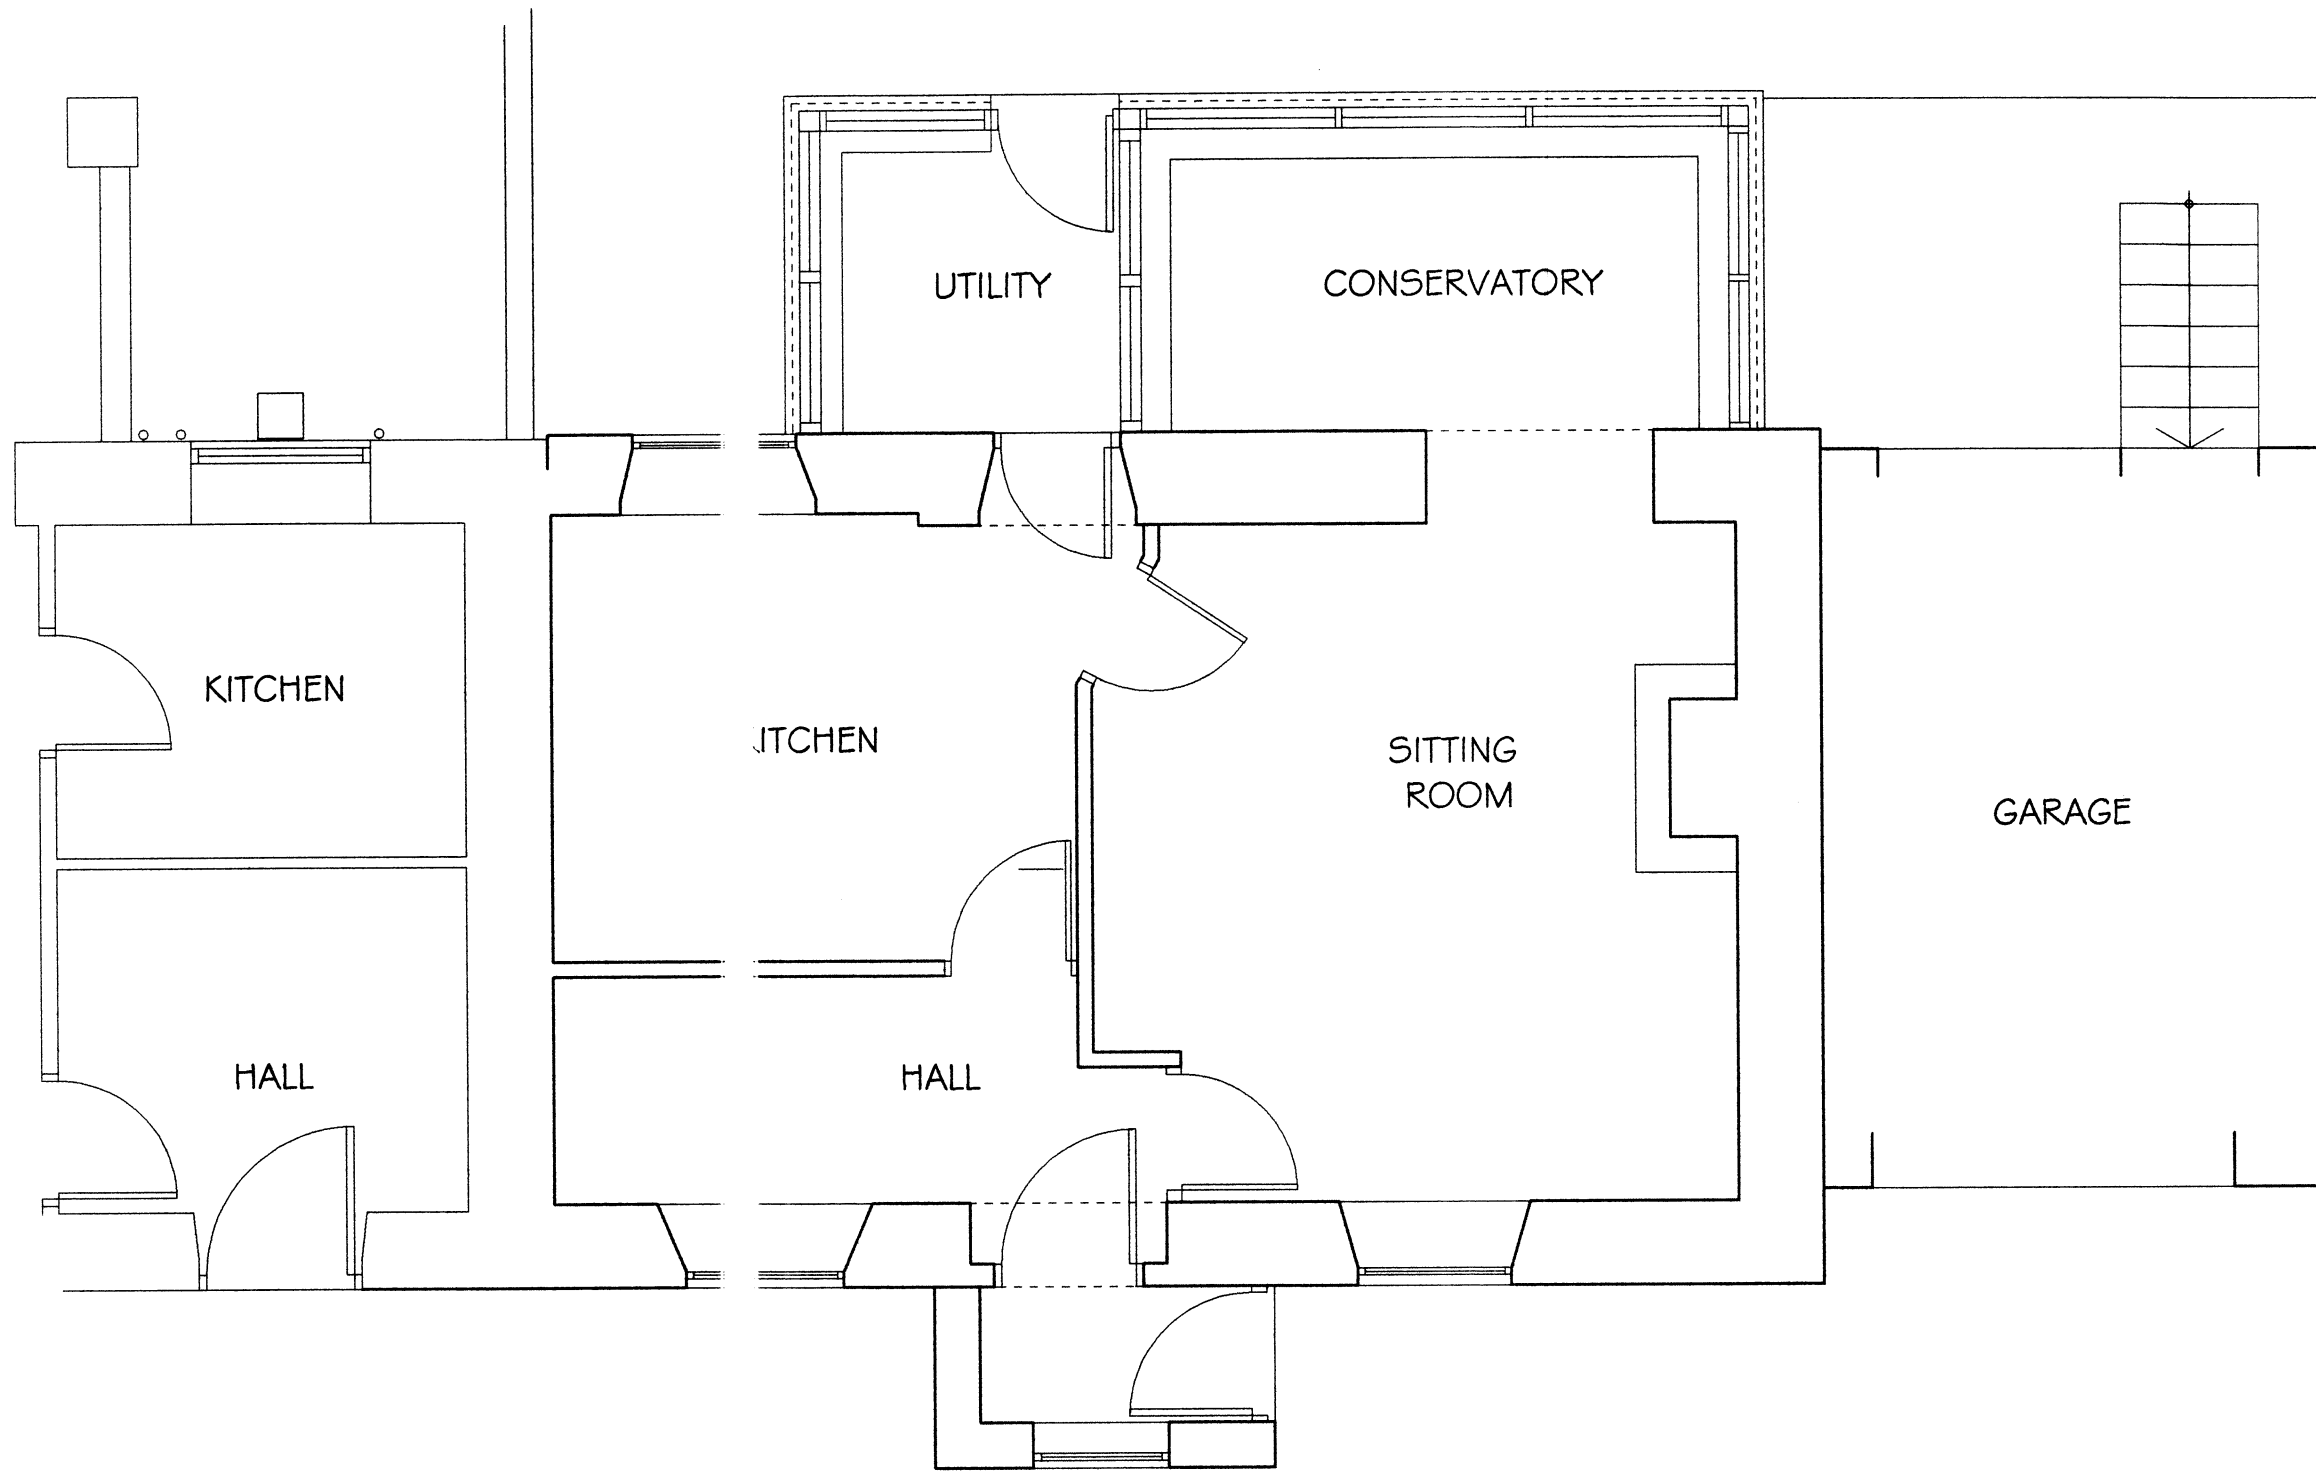 UTILITY
CONSERVATORY
KITCHEN
ITCHEN
SITTING
ROOM
GARAGE
HALL
HALL